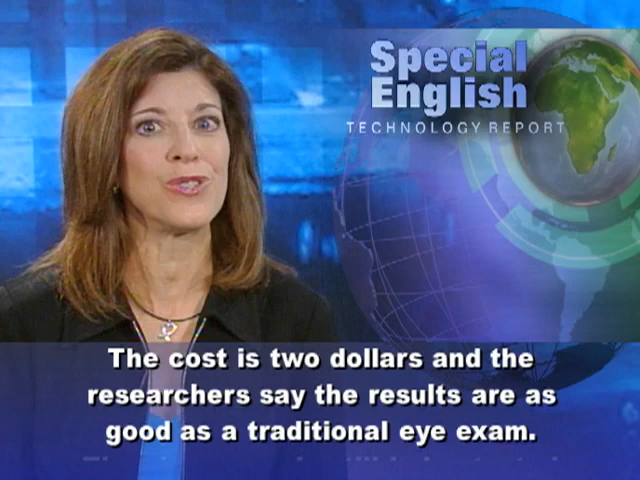 Special
English
TECHNOLOGY REPORT
The cost is two dollars and the
researchers say the results are as
good as a traditional eye exam.